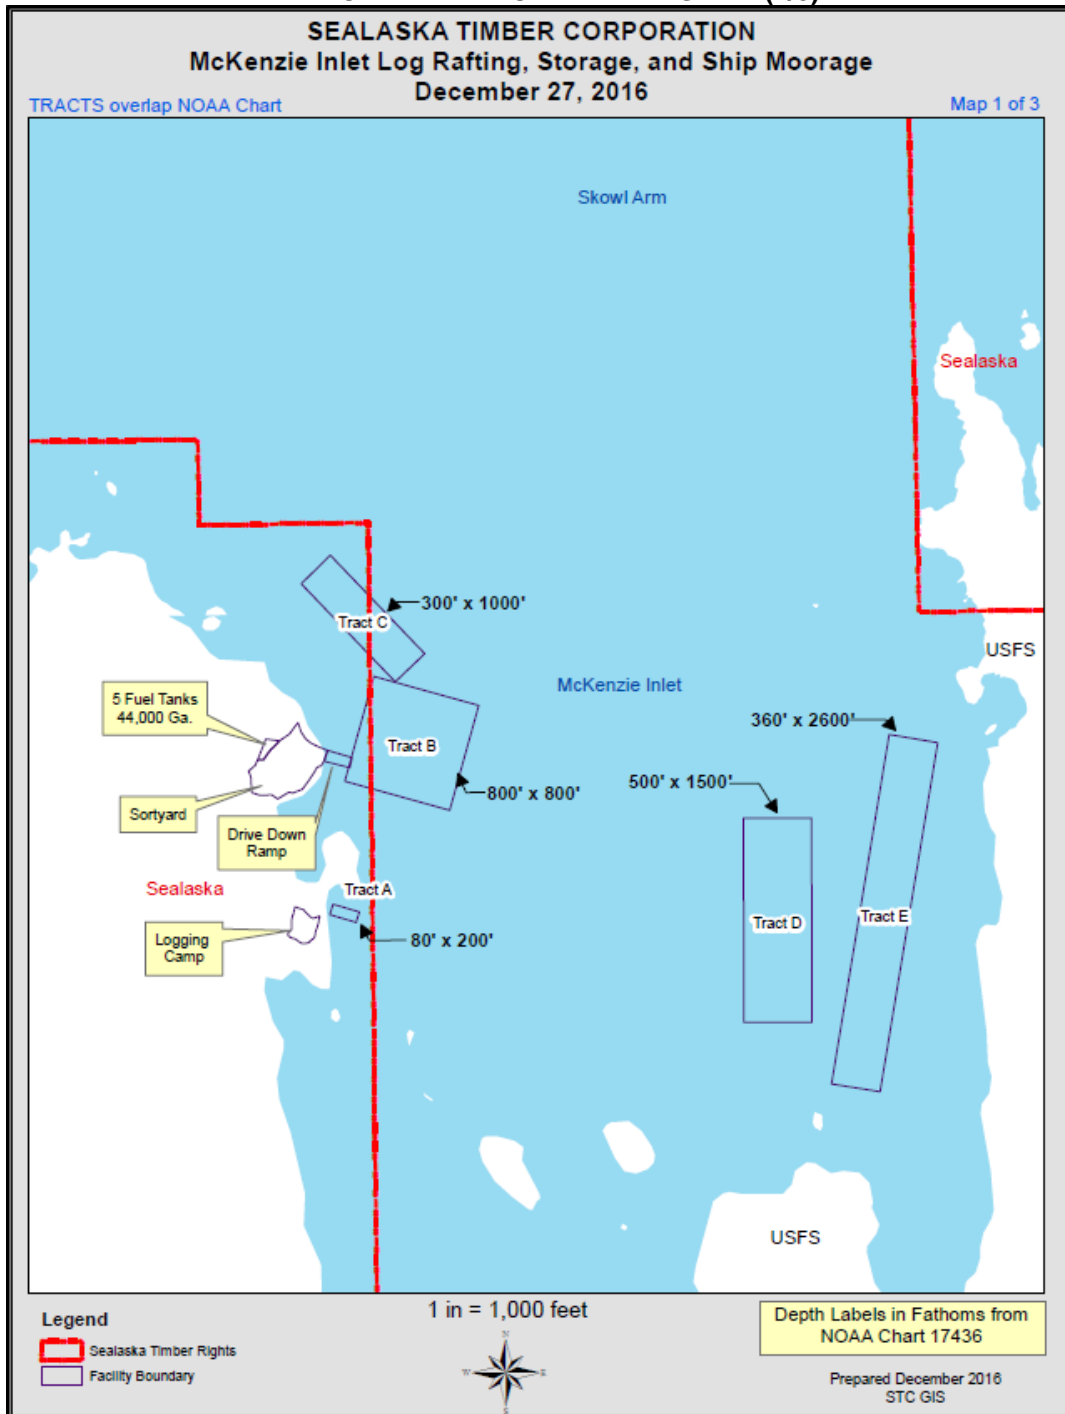 SEALASKA TIMBER CORPORATION
McKenzie Inlet Log Rafting, Storage, and Ship Moorage
December 27, 2016
TRACTS overlap NOAA Chart
Map 1 of 3
Skowl Arm
Sealaska
300' x 1000'
Tract C
USFS
McKenzie Inlet
5 Fuel Tanks
44,000 Ga.
360' x 2600'
Tract B
500' x 1500'
800' x 800'
Sortyard
Drive Down
Ramp
Sealaska
Tract A
Tract D
Tract E
Logging
Camp
80' x 200'
USFS
Legend
Sealaska Timber Rights
Facility Boundary
1 in = 1,000 feet
N
W
E
S
Depth Labels in Fathoms from
NOAA Chart 17436
Prepared December 2016
STC GIS